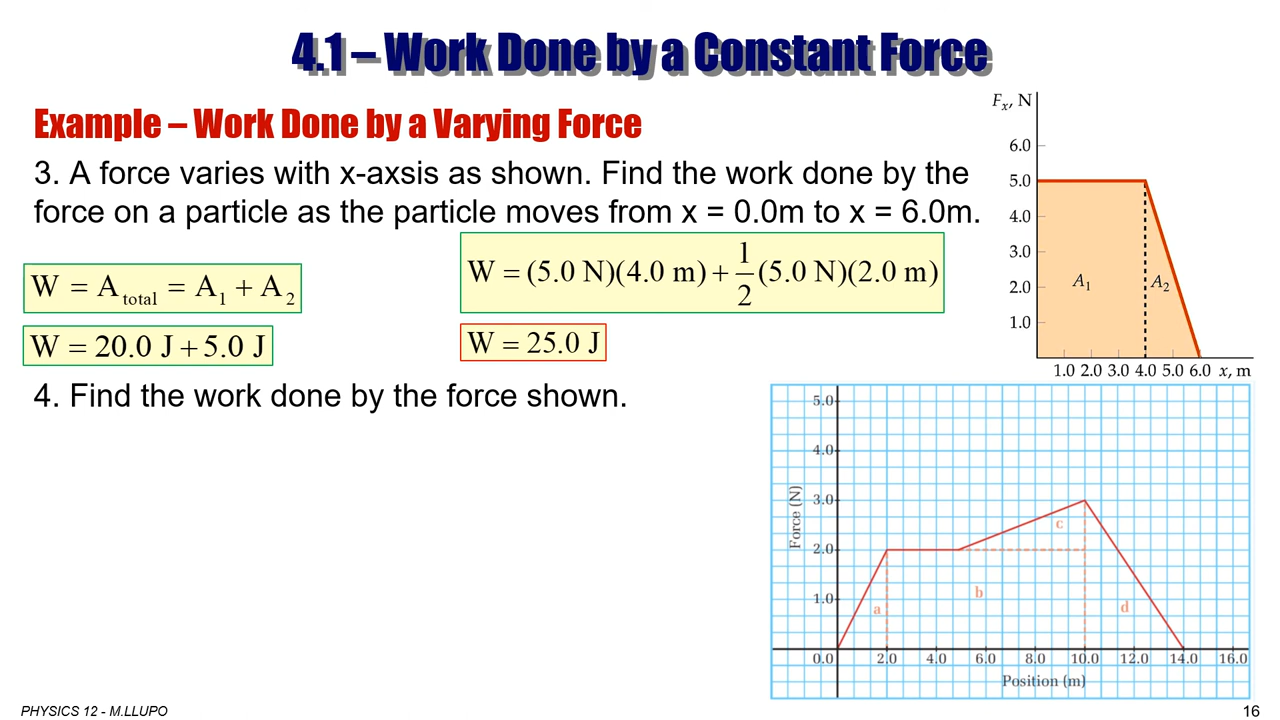 4.1 – Work Done by a Constant Force
Example – Work Done by a Varying Force
3. A force varies with x-axsis as shown. Find the work done by the
force on a particle as the particle moves from x = 0.0m to x = 6.0m.
W = A total = A1 + A2
W = (5.0 N)(4.0 m) + 1/2 (5.0 N)(2.0 m)
W = 20.0 J + 5.0 J
W = 25.0 J
Fx, N
6.0
5.0
4.0
3.0
2.0
1.0
A1
A2
1.0 2.0 3.0 4.0 5.0 6.0 x, m
4. Find the work done by the force shown.
Force (N)
5.0
4.0
3.0
2.0
1.0
a
b
c
d
0.0 2.0 4.0 6.0 8.0 10.0 12.0 14.0 16.0
Position (m)
PHYSICS 12 - M.LLUPO
16